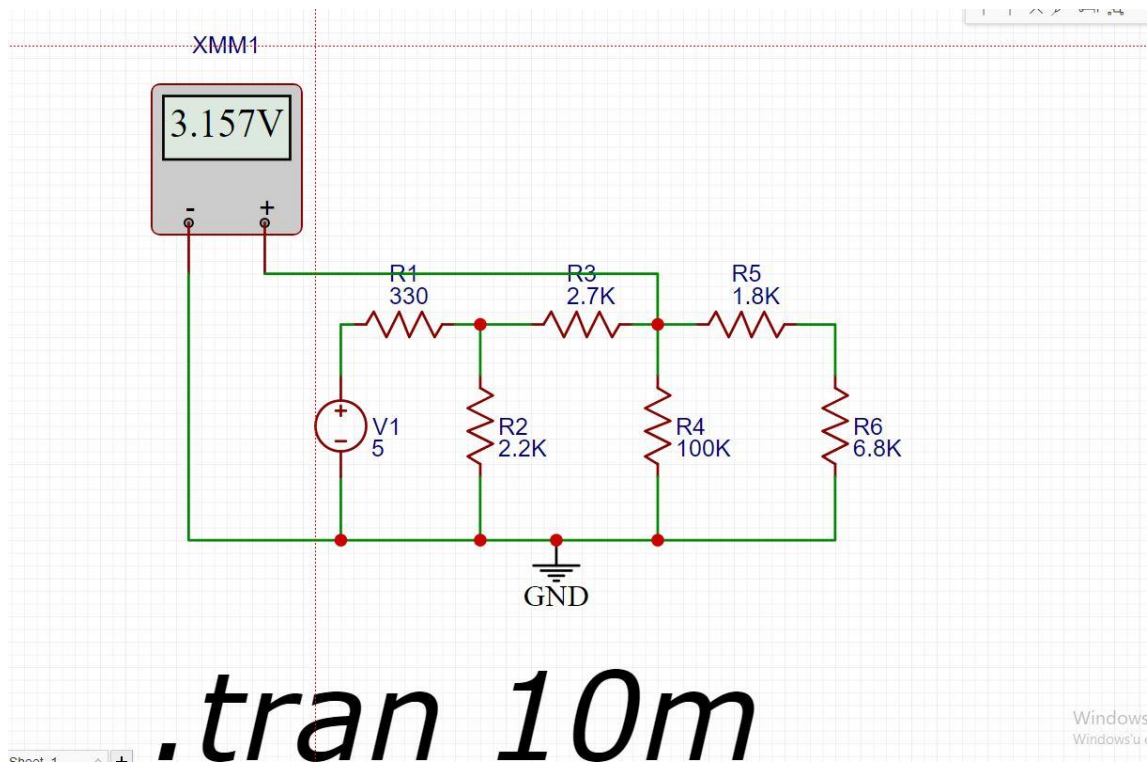 XMM1
3.157V
- +
R1
330
R3
2.7K
R5
1.8K
+
-
V1
5
R2
2.2K
R4
100K
R6
6.8K
GND
.tran 10m
Windows
Windows'u e